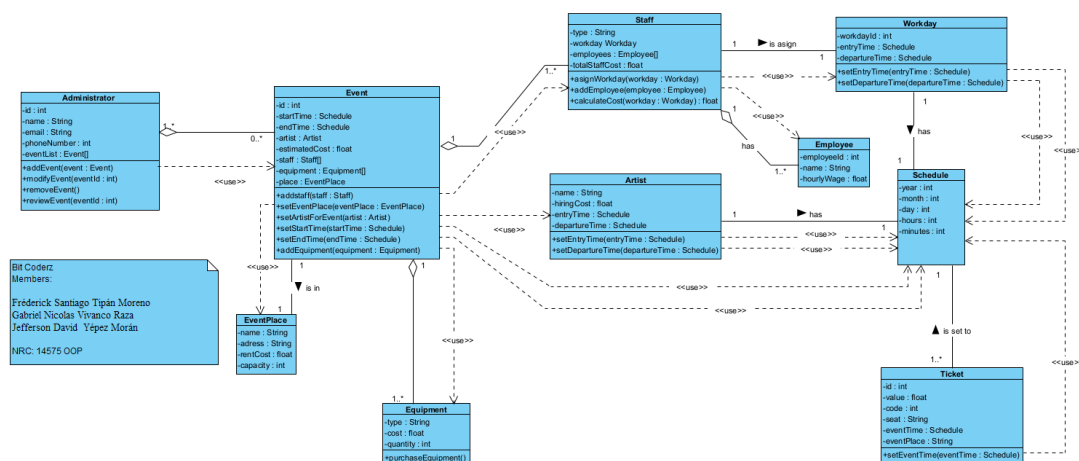 Administrator
-id : int
-name : String
-email : String
-phoneNumber : int
-eventList : Event[]
+addEvent(event : Event)
+modifyEvent(eventId : int)
+removeEvent()
+reviewEvent(eventId : int)
1..*
0..*
<<use>>
Event
-id : int
-startTime : Schedule
-endTime : Schedule
-artist : Artist
-estimatedCost : float
-staff : Staff[]
-equipment : Equipment[]
-place : EventPlace
+addstaff(staff : Staff)
+setEventPlace(eventPlace : EventPlace)
+setArtistForEvent(artist : Artist)
+setStartTime(startTime : Schedule)
+setEndTime(endTime : Schedule)
+addEquipment(equipment : Equipment)
1
1..*
<<use>>
Staff
-type : String
-workday Workday
-employees : Employee[]
-totalStaffCost : float
+asignWorkday(workday : Workday)
+addEmployee(employee : Employee)
+calculateCost(workday : Workday) : float
1
is asign
1
<<use>>
<<use>>
1
has
1..*
Workday
-workdayId : int
-entryTime : Schedule
-departureTime : Schedule
+setEntryTime(entryTime : Schedule)
+setDeparturTime(departureTime : Schedule)
1
has
1
<<use>>
<<use>>
Employee
-employeeId : int
-name : String
-hourlyWage : float
Artist
-name : String
-hiringCost : float
-entryTime : Schedule
-departureTime : Schedule
+setEntryTime(entryTime : Schedule)
+setDepartureTime(departureTime : Schedule)
<<use>>
1
has
1
<<use>>
<<use>>
Schedule
-year : int
-month : int
-day : int
-hours : int
-minutes : int
<<use>>
<<use>>
Bit Coderz
Members:
Fréderick Santiago Tipán Moreno
Gabriel Nicolas Vivanco Raza
Jefferson David Yépez Morán
NRC: 14575 OOP
<<use>>
1
is in
1
EventPlace
-name : String
-adress : String
-rentCost : float
-capacity : int
1
1..*
<<use>>
Equipment
-type : String
-cost : float
-quantity : int
+purchaseEquipment()
1
is set to
1..*
<<use>>
Ticket
-id : int
-value : float
-code : int
-seat : String
-eventTime : Schedule
-eventPlace : String
+setEventTime(eventTime : Schedule)